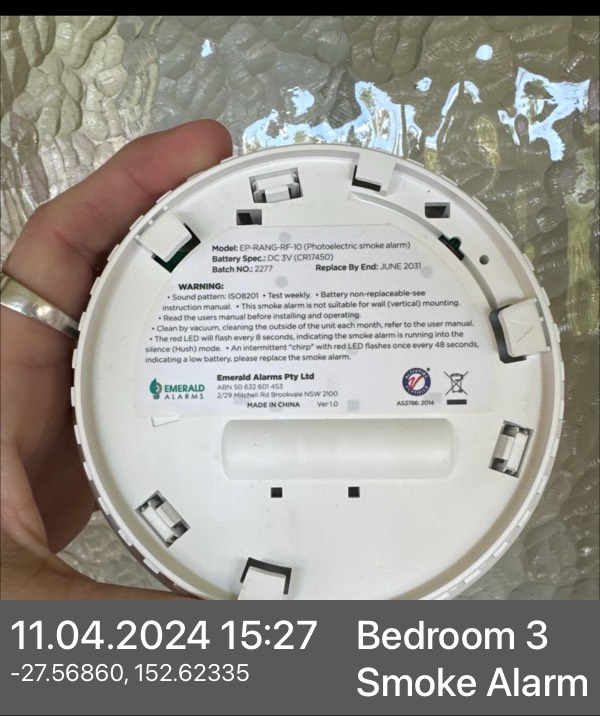 Model: EP-RANG-RF-10 (Photoelectric smoke alarm)
Battery Spec.: DC 3V (CR17450)
Batch NO.: 2277 Replace By End: JUNE 2031
WARNING:
• Sound pattern: ISO8201 • Test weekly. • Battery non-replaceable-see
instruction manual. • This smoke alarm is not suitable for wall (vertical) mounting.
• Read the users manual before installing and operating.
• Clean by vacuum, cleaning the outside of the unit each month, refer to the user manual.
• The red LED will flash every 8 seconds, indicating the smoke alarm is running into the
silence (Hush) mode. • An intermittent "chirp" with red LED flashes once every 48 seconds,
indicating a low battery, please replace the smoke alarm.
EMERALD
ALARMS
Emerald Alarms Pty Ltd
ABN 50 632 601 453
2/29 Mitchell Rd Brookvale NSW 2100
MADE IN CHINA Ver1.0
AS3786: 2014
11.04.2024 15:27
-27.56860, 152.62335
Bedroom 3
Smoke Alarm